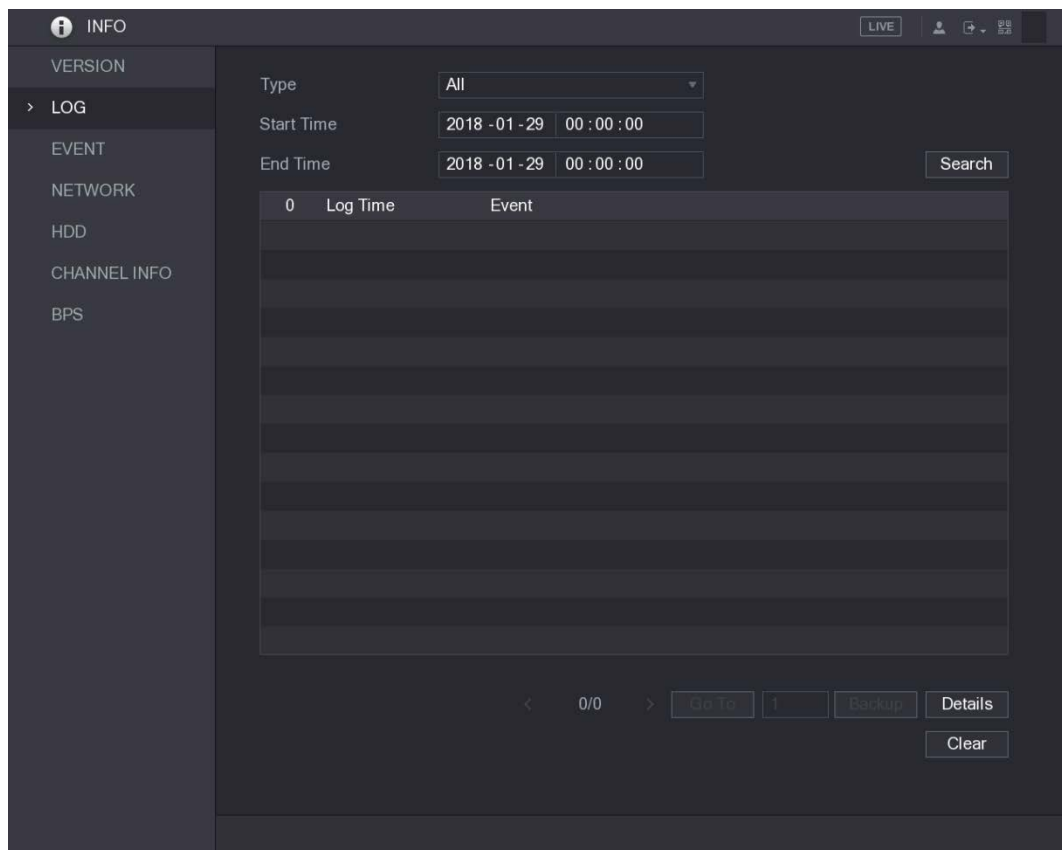 INFO LIVE
VERSION
LOG
EVENT
NETWORK
HDD
CHANNEL INFO
BPS
Type All
Start Time 2018 - 01 - 29 00 : 00 : 00
End Time 2018 - 01 - 29 00 : 00 : 00 Search
0 Log Time Event
0/0 Go To 1 Backup Details
Clear